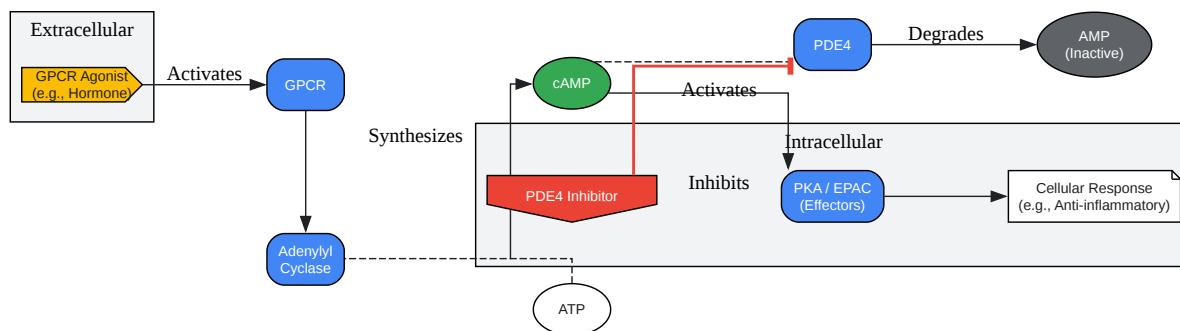 Extracellular
GPCR Agonist
(e.g., Hormone)
Activates
GPCR
Adenylyl
Cyclase
Synthesizes
cAMP
ATP
PDE4 Inhibitor
Inhibits
Activates
PDE4
Degrades
AMP
(Inactive)
Intracellular
PKA / EPAC
(Effectors)
Cellular Response
(e.g., Anti-inflammatory)